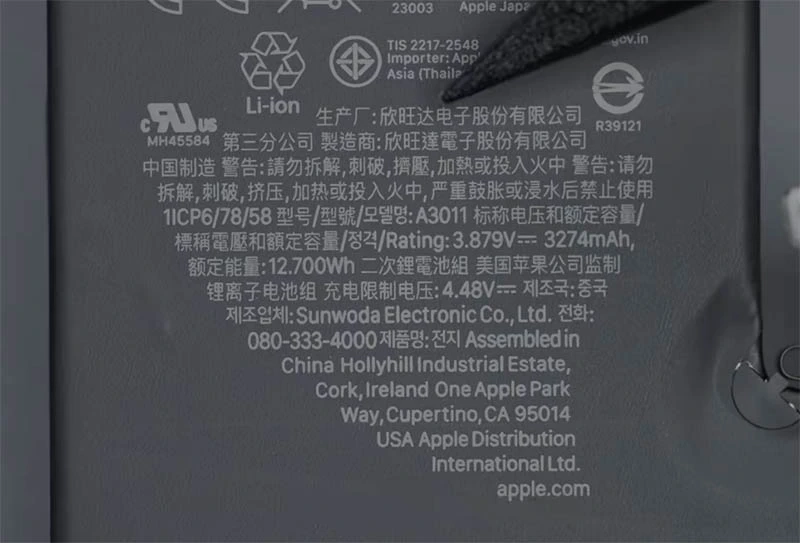 23003
Apple Japa
TIS 2217-2548
Importer: Appl
Asia (Thaila
ov.in
Li-ion
R39121
c UR US
MH45584
生产厂:欣旺达电子股份有限公司
第三分公司 製造商:欣旺達電子股份有限公司
中国制造 警告:請勿拆解,刺破,擠壓,加熱或投入火中 警告:请勿
拆解,刺破,挤压,加热或投入火中,严重鼓胀或浸水后禁止使用
1ICP6/78/58 型号/型號/모델명: A3011 标称电压和额定容量/
標稱電壓和額定容量/정격/Rating: 3.879V⎓ 3274mAh,
额定能量:12.700Wh 二次鋰電池組 美国苹果公司监制
锂离子电池组 充电限制电压: 4.48V⎓ 제조국:중국
제조업체: Sunwoda Electronic Co., Ltd. 전화:
080-333-4000 제품명: 전지 Assembled in
China Hollyhill Industrial Estate,
Cork, Ireland One Apple Park
Way, Cupertino, CA 95014
USA Apple Distribution
International Ltd.
apple.com